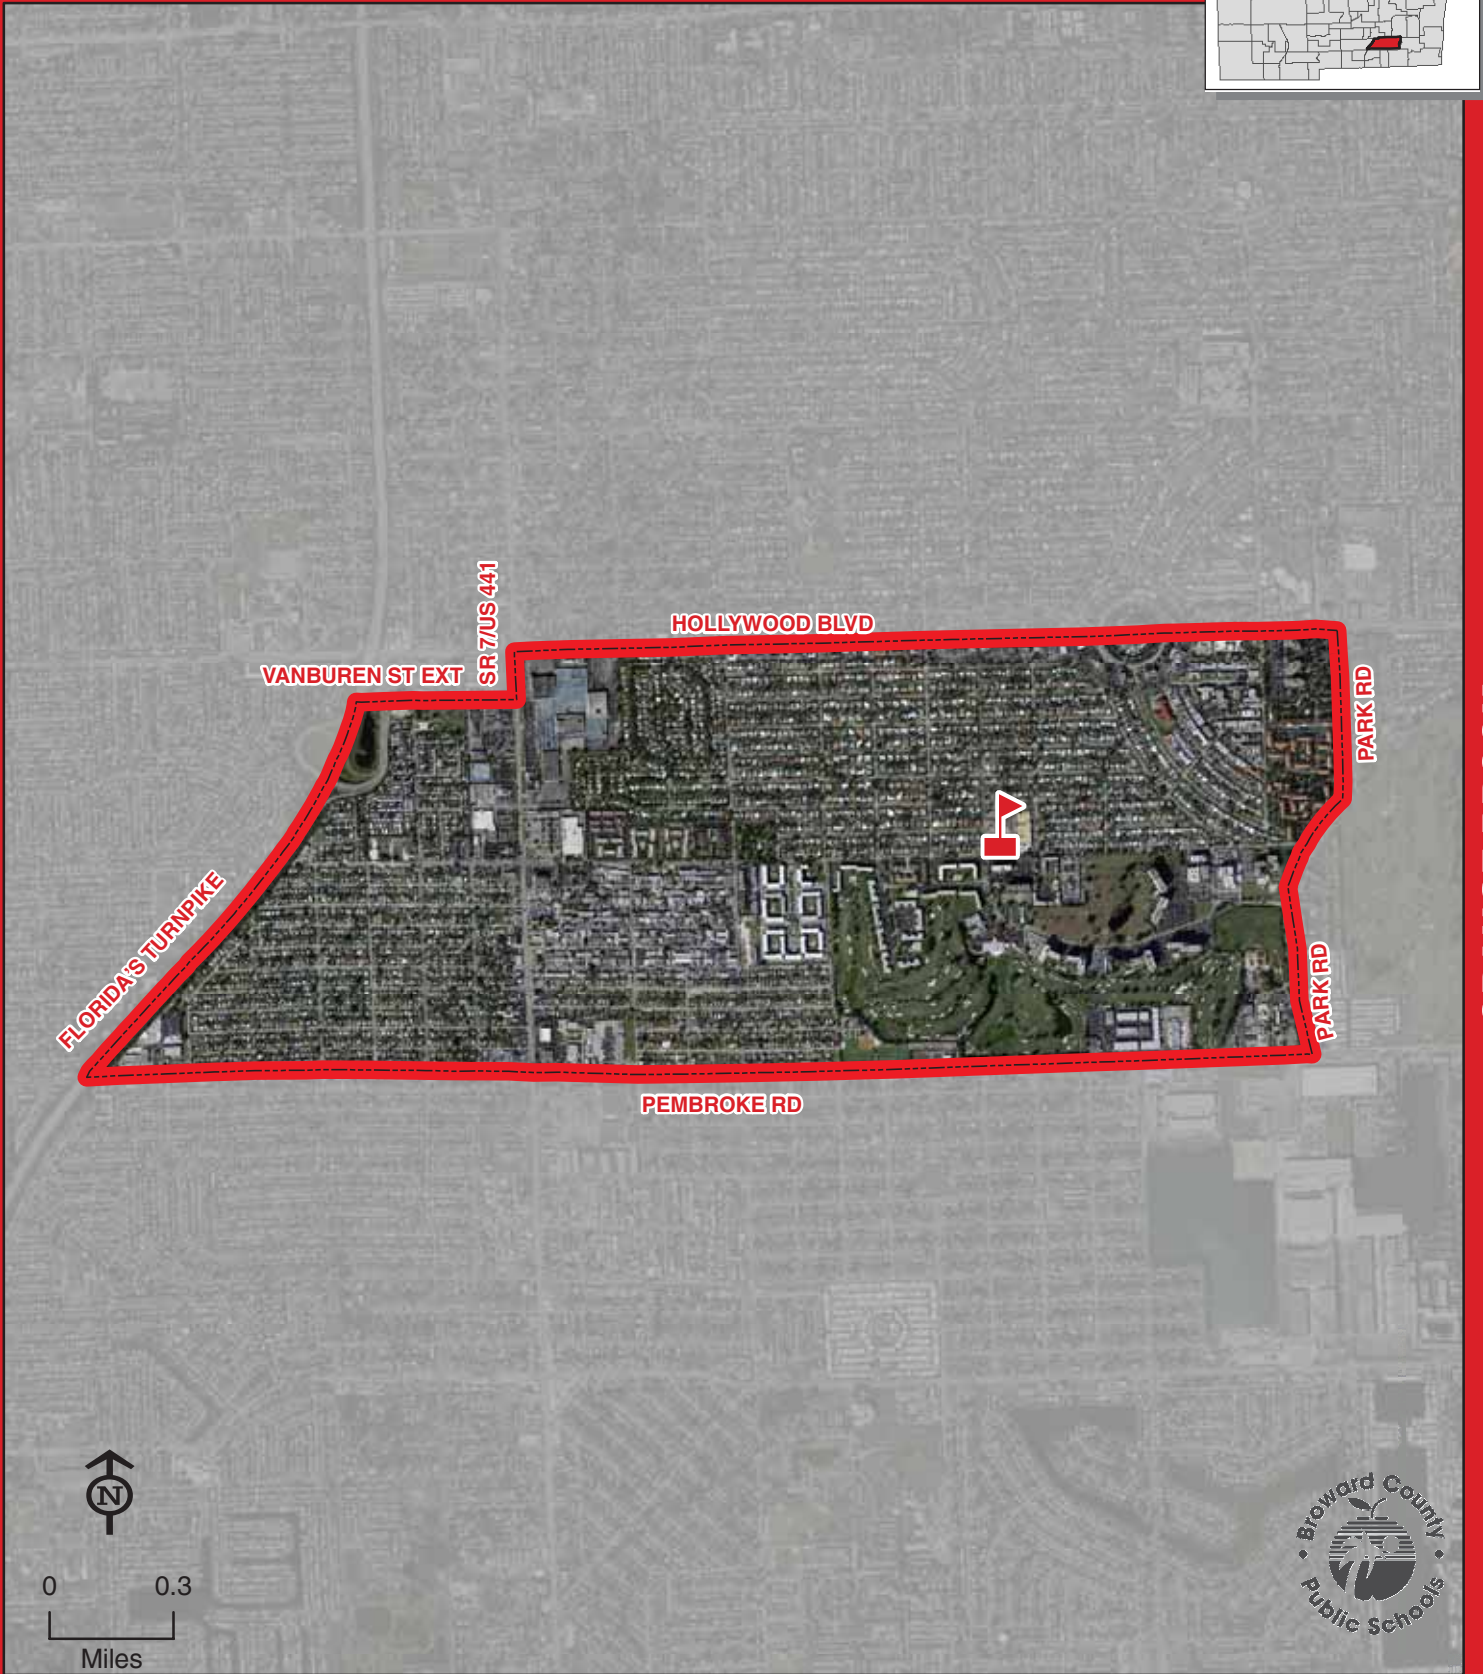 SR 7/US 441
HOLLYWOOD BLVD
VANBUREN ST EXT
PARK RD
FLORIDA'S TURNPIKE
PARK RD
PEMBROKE RD
N
0 0.3
Miles
Broward County
Public Schools